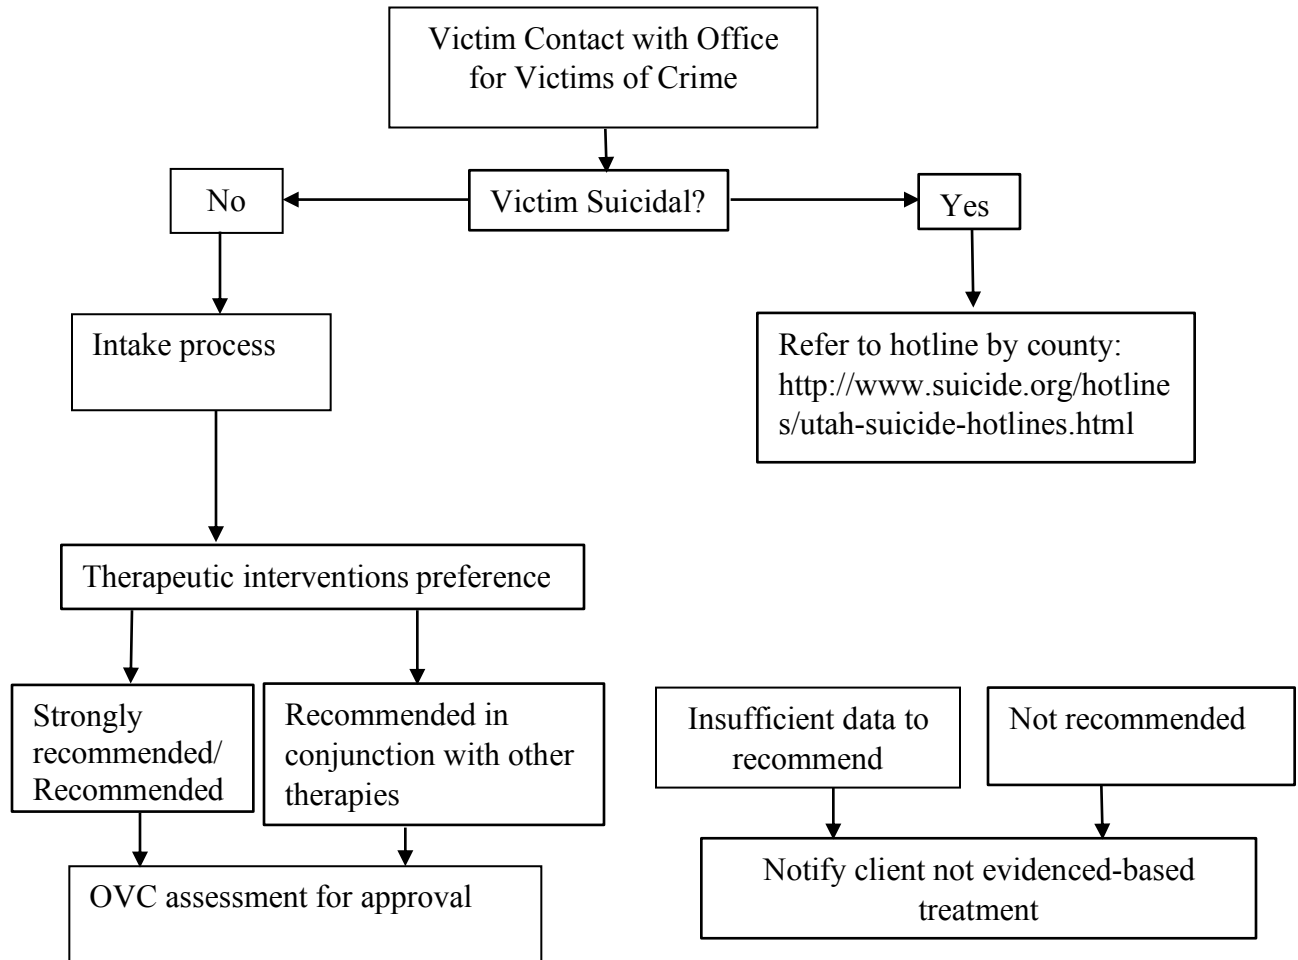 Victim Contact with Office
for Victims of Crime
No
Victim Suicidal?
Yes
Intake process
Refer to hotline by county:
http://www.suicide.org/hotline
s/utah-suicide-hotlines.html
Therapeutic interventions preference
Strongly
recommended/
Recommended
Recommended in
conjunction with other
therapies
Insufficient data to
recommend
Not recommended
OVC assessment for approval
Notify client not evidenced-based
treatment